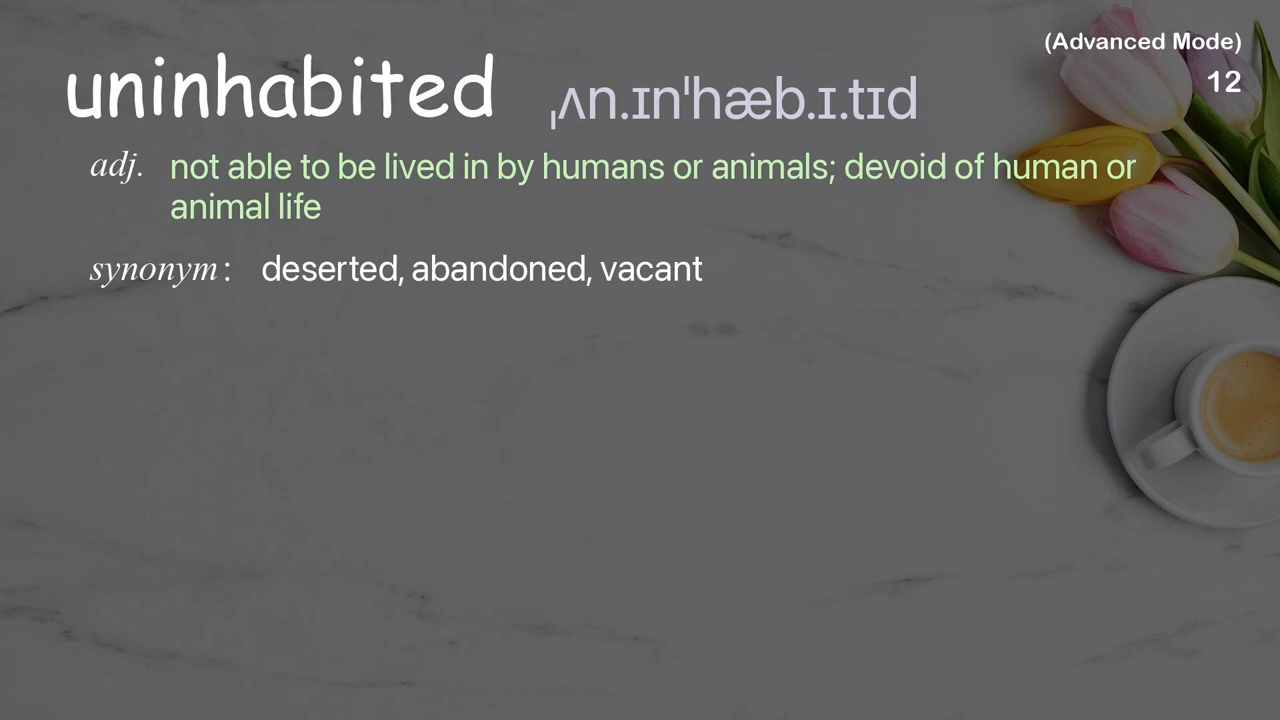 (Advanced Mode)
12
uninhabited ˌʌn.ɪnˈhæb.ɪ.tɪd
adj. not able to be lived in by humans or animals; devoid of human or
animal life
synonym : deserted, abandoned, vacant